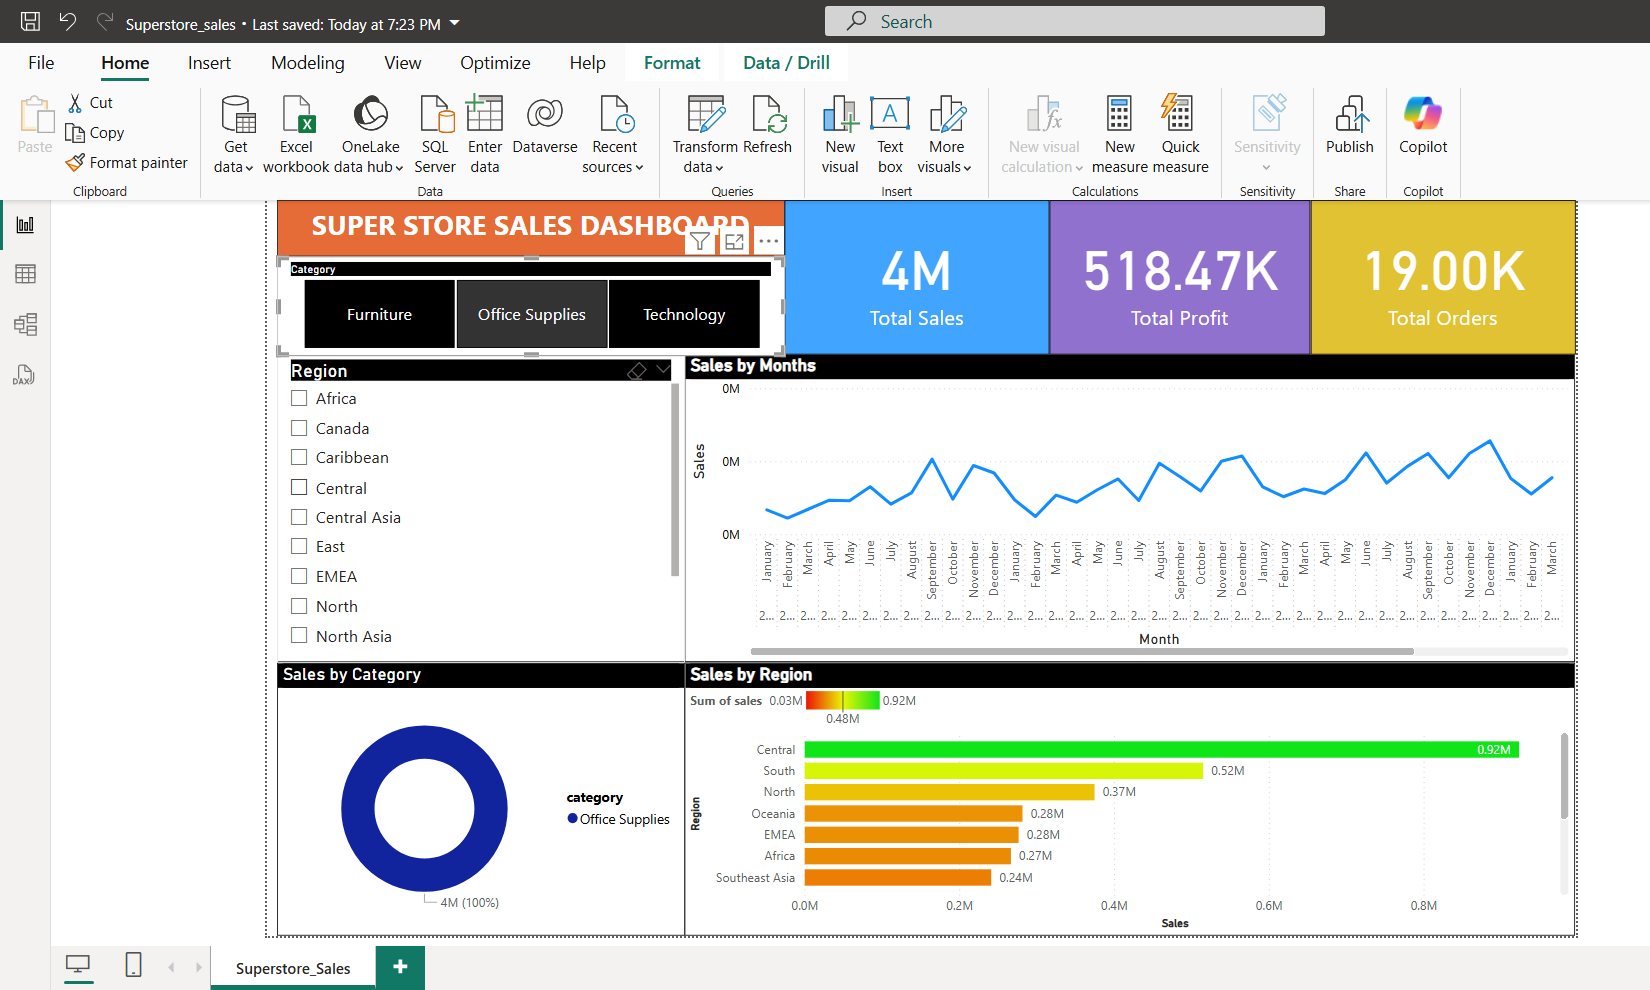 Superstore_sales • Last saved: Today at 7:23 PM
Search
File Home Insert Modeling View Optimize Help Format Data / Drill
Paste
Cut
Copy
Format painter
Clipboard
Get data
Excel workbook
OneLake data hub
SQL Server
Enter data
Dataverse
Recent sources
Data
Transform data
Refresh
Queries
New visual
Text box
More visuals
Insert
New visual calculation
New measure
Quick measure
Calculations
Sensitivity
Sensitivity
Publish
Share
Copilot
Copilot
DAX
SUPER STORE SALES DASHBOARD
Category
Furniture
Office Supplies
Technology
4M
Total Sales
518.47K
Total Profit
19.00K
Total Orders
Region
Africa
Canada
Caribbean
Central
Central Asia
East
EMEA
North
North Asia
Sales by Months
0M
0M
0M
Sales
January February March April May June July August September October November December January February March April May June July August September October November December January February March April May June July August September October November December January February March
2... 2... 2... 2... 2... 2... 2... 2... 2... 2... 2... 2... 2... 2... 2... 2... 2... 2... 2... 2... 2... 2... 2... 2... 2... 2... 2... 2... 2... 2... 2... 2... 2... 2... 2... 2... 2... 2... 2...
Month
Sales by Category
category
Office Supplies
4M (100%)
Sales by Region
Sum of sales 0.03M 0.92M
0.48M
Region
Central 0.92M
South 0.52M
North 0.37M
Oceania 0.28M
EMEA 0.28M
Africa 0.27M
Southeast Asia 0.24M
0.0M 0.2M 0.4M 0.6M 0.8M
Sales
Superstore_Sales